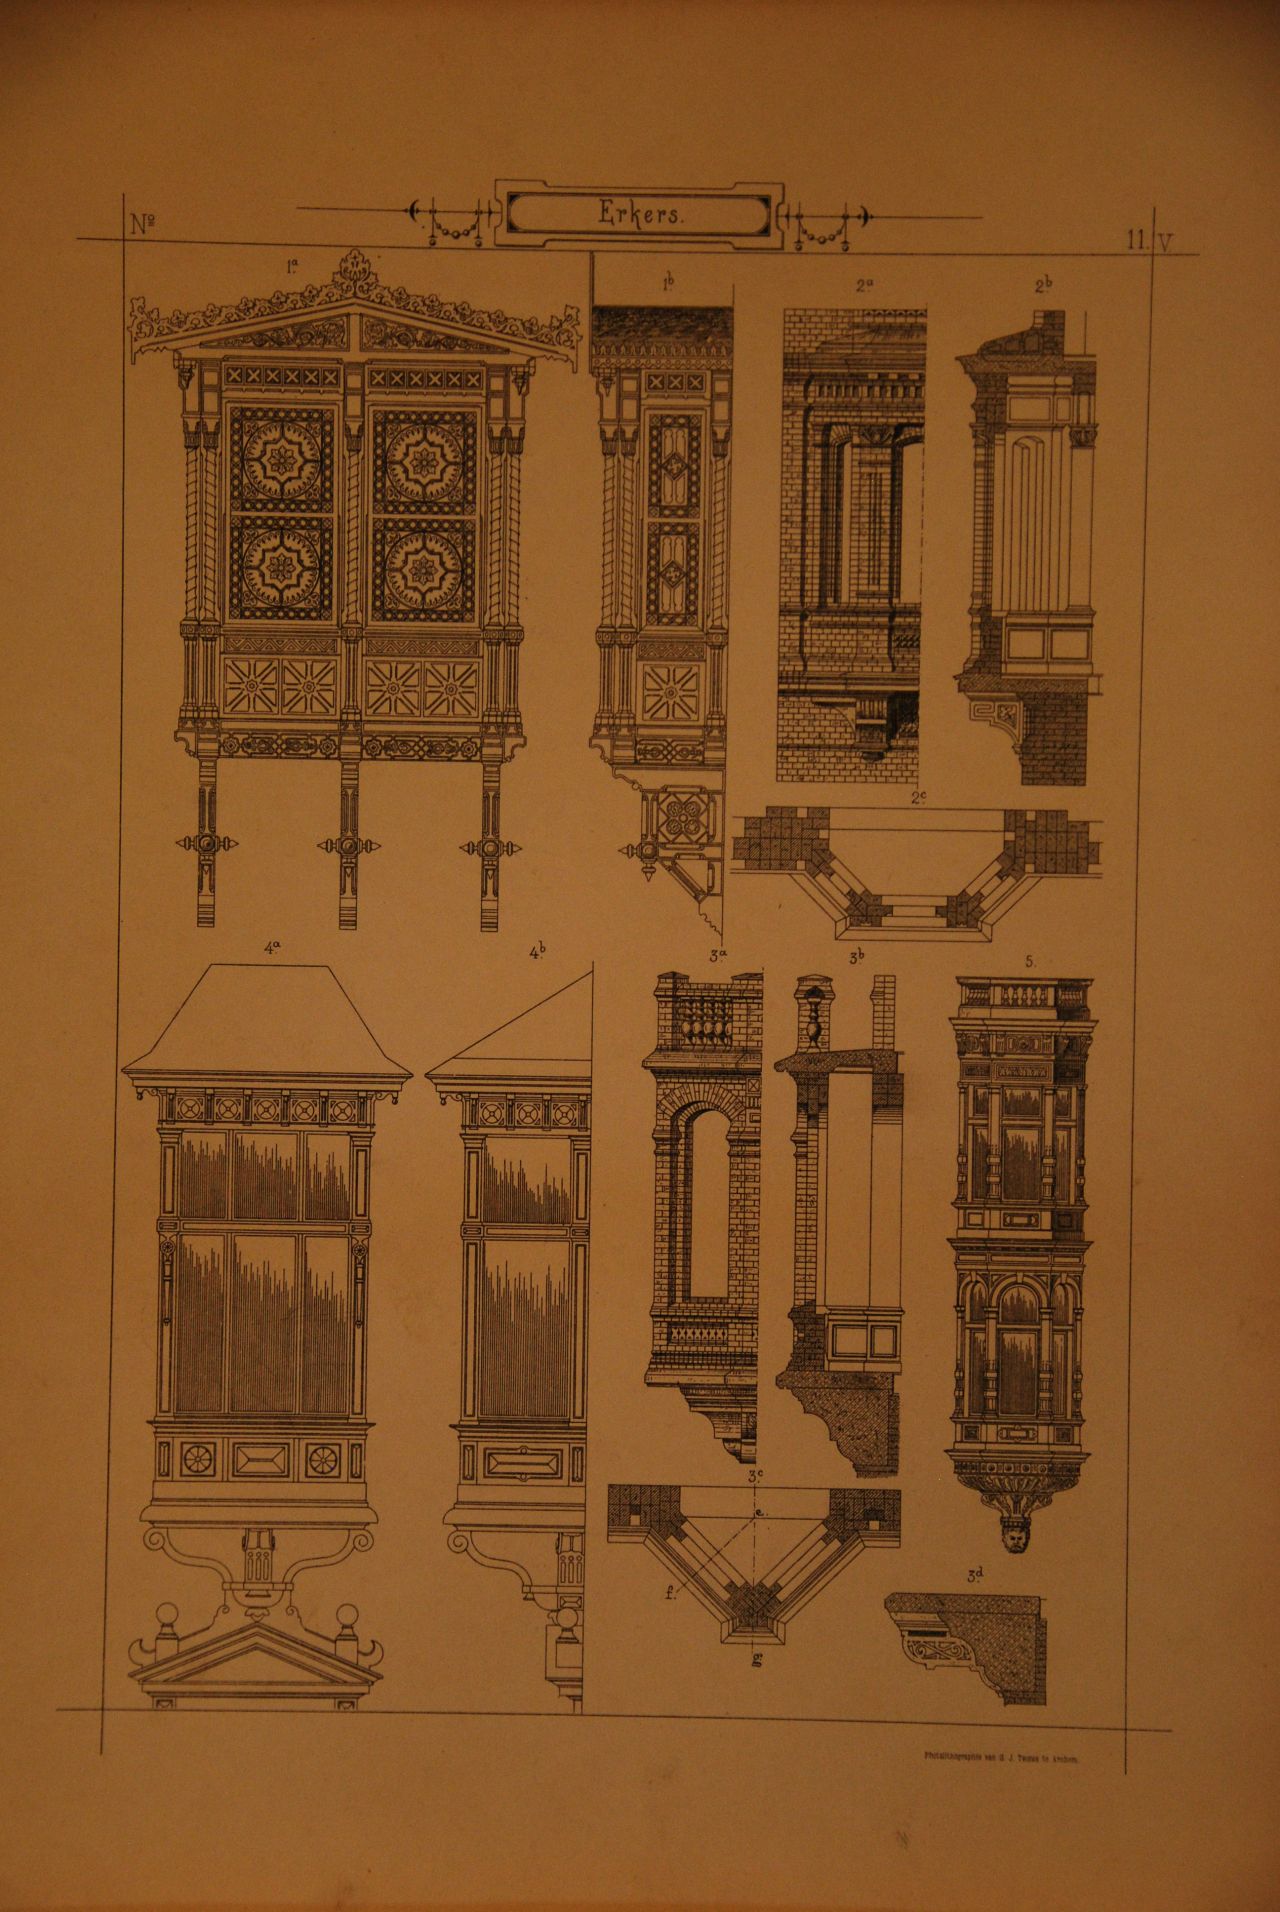 Erkers.
Nº
11. V
1ª.
1ᵇ
2ª
2ᵇ
2ᶜ.
4ª.
4ᵇ.
3ª.
3ᵇ.
5.
3ᶜ
e.
f.
g.
3ᵈ
Photolithographie van G. J. te Arnhem.